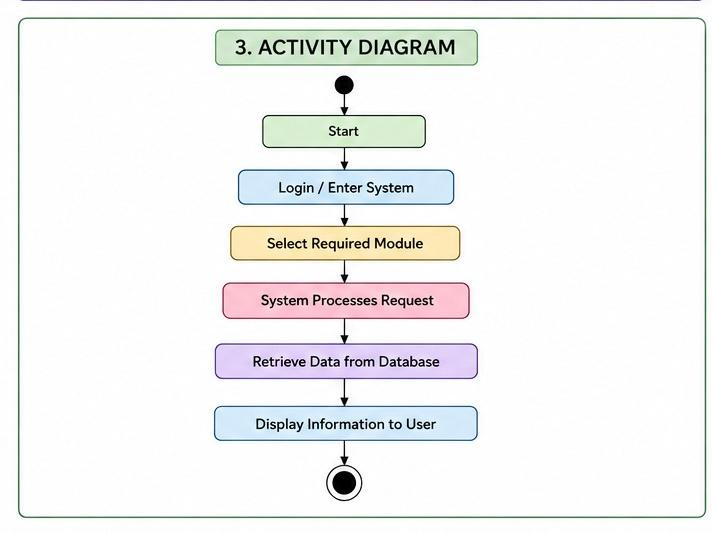 3. ACTIVITY DIAGRAM
Start
Login / Enter System
Select Required Module
System Processes Request
Retrieve Data from Database
Display Information to User